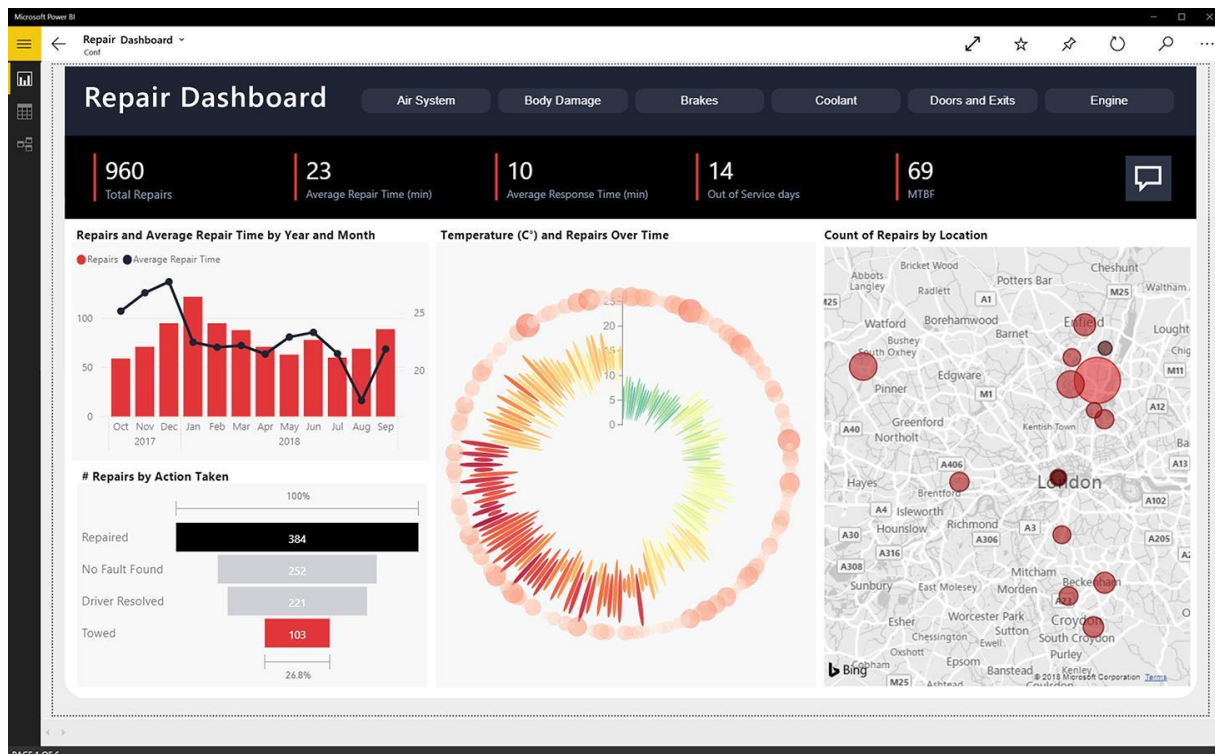 Microsoft Power BI
Repair Dashboard
Conf
Repair Dashboard
Air System
Body Damage
Brakes
Coolant
Doors and Exits
Engine
960
Total Repairs
23
Average Repair Time (min)
10
Average Response Time (min)
14
Out of Service days
69
MTBF
Repairs and Average Repair Time by Year and Month
Repairs Average Repair Time
100
50
0
25
20
Oct Nov Dec Jan Feb Mar Apr May Jun Jul Aug Sep
2017 2018
# Repairs by Action Taken
100%
Repaired 384
No Fault Found 252
Driver Resolved 221
Towed 103
26.8%
Temperature (C°) and Repairs Over Time
25
20
15
10
5
0
Count of Repairs by Location
Abbots
Langley
Bricket Wood
Radlett
Potters Bar
Cheshunt
A1
M25
Waltham
Watford
Borehamwood
Barnet
Enfield
Bushey
South Oxhey
Edgware
Pinner
M1
M11
A12
Greenford
A40
Northolt
Kentish Town
A406
A13
Hayes
Brentford
London
A102
A4
Isleworth
A30
Hounslow
Richmond
A306
A3
A205
A316
A308
Mitcham
Sunbury
East Molesey
Morden
Beckenham
A23
Esher
Worcester Park
Croydon
Chessington
Sutton
South Croydon
Ewell
Oxshott
Purley
Bing
Cobham
Epsom
Banstead
Kenley
© 2018 Microsoft Corporation Terms
M25
Ashtead
Coulsdon
PAGE 1 OF 6